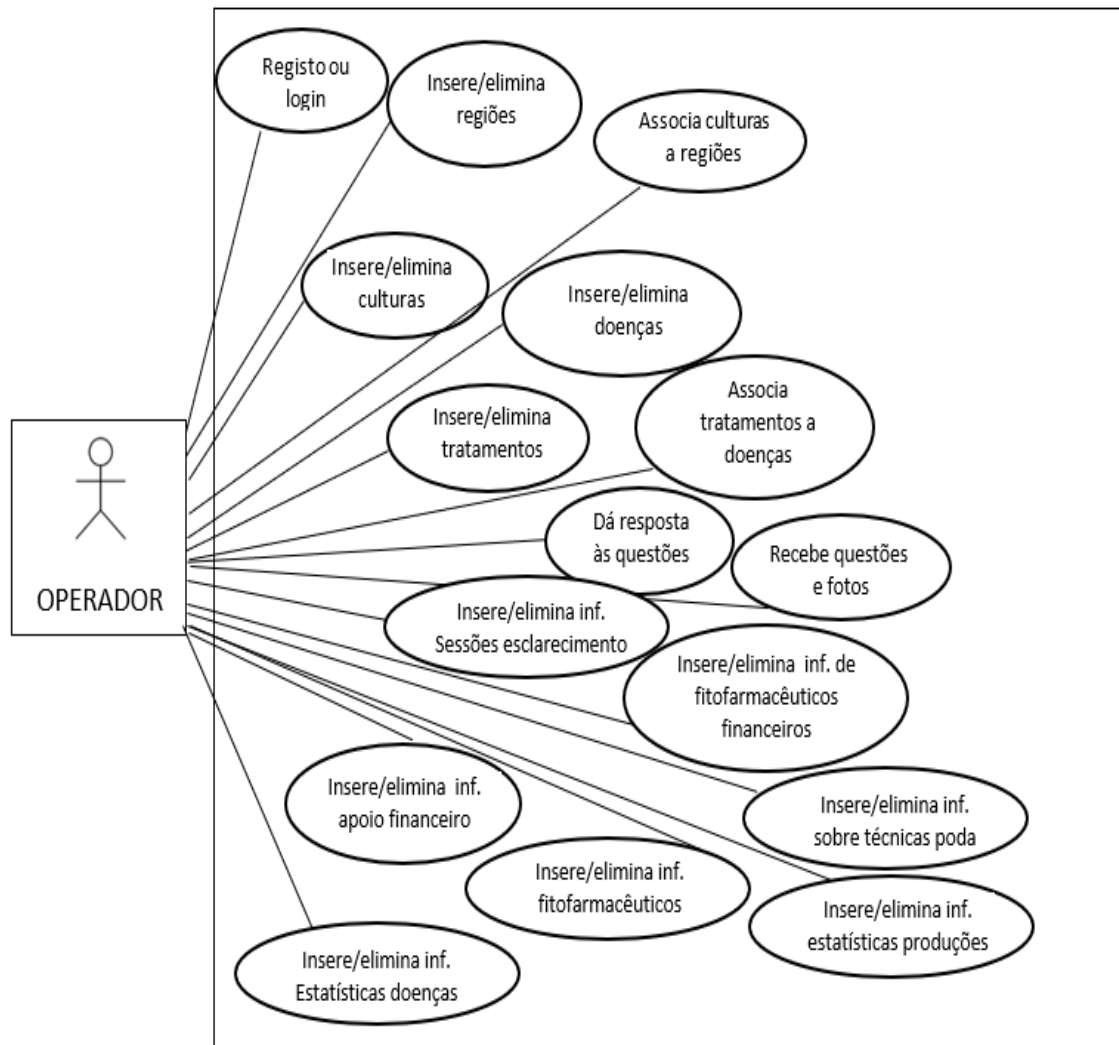 Registo ou
login
Insere/elimina
regiões
Associa culturas
a regiões
Insere/elimina
culturas
Insere/elimina
doenças
Insere/elimina
tratamentos
Associa
tratamentos a
doenças
Dá resposta
às questões
Recebe questões
e fotos
OPERADOR
Insere/elimina inf.
Sessões esclarecimento
Insere/elimina inf. de
fitofarmacêuticos
financeiros
Insere/elimina inf.
apoio financeiro
Insere/elimina inf.
sobre técnicas poda
Insere/elimina inf.
fitofarmacêuticos
Insere/elimina inf.
estatísticas produções
Insere/elimina inf.
Estatísticas doenças